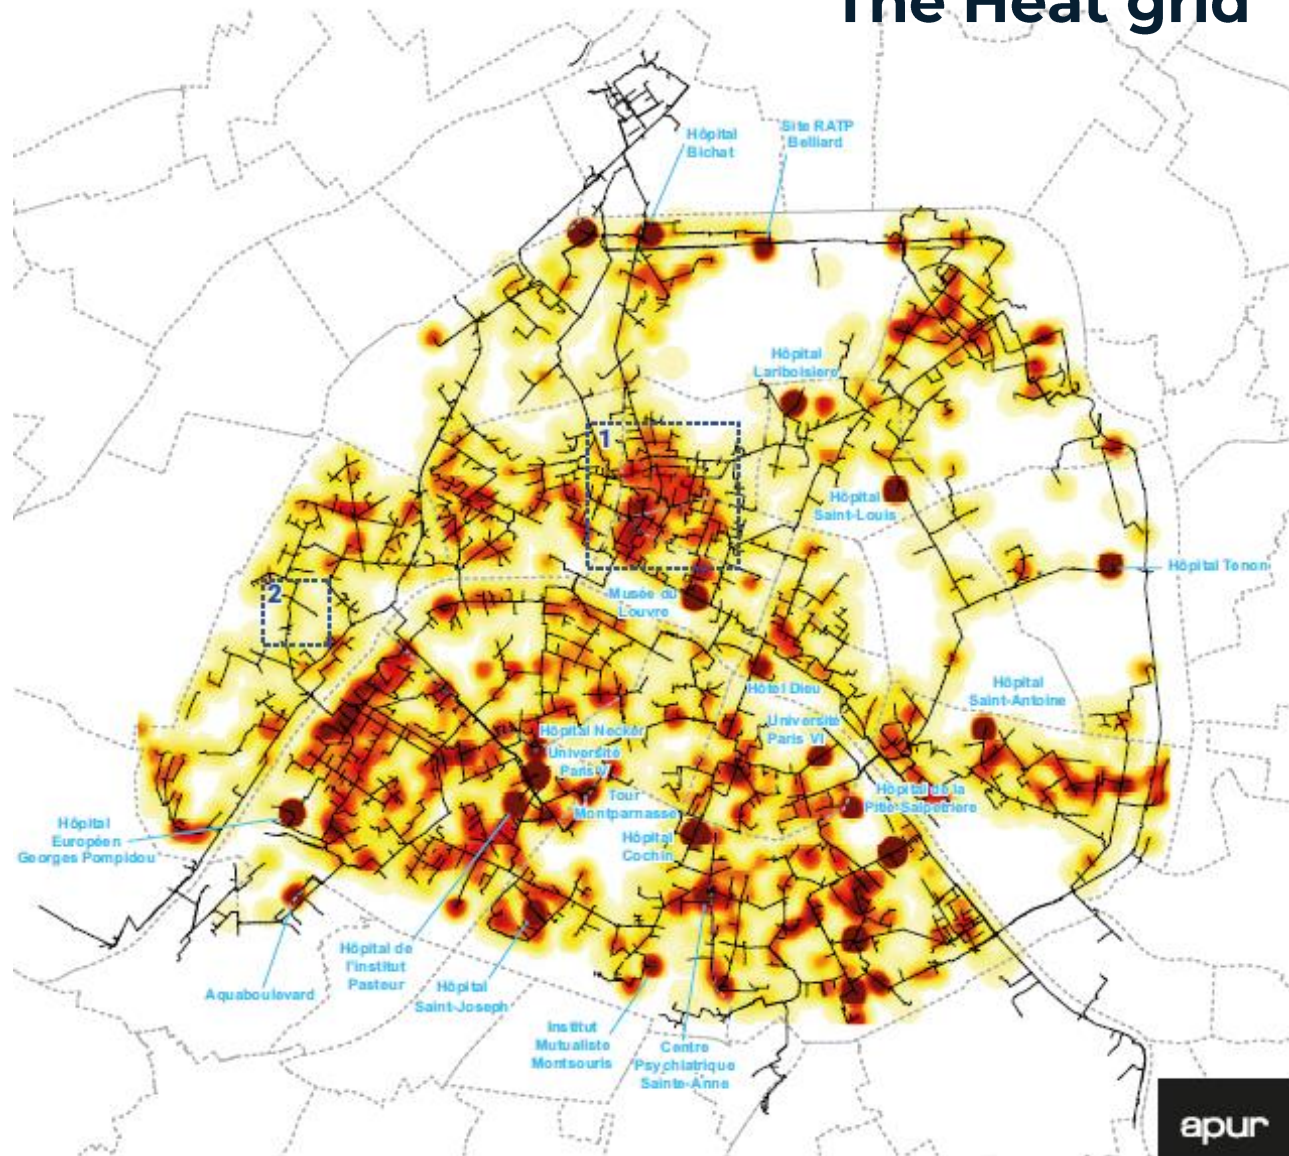 The Heat grid
Hôpital
Bichat
Site RATP
Belliard
Hôpital
Lariboisiere
1
Hôpital
Saint-Louis
Hôpital Tenon
2
Musée du
Louvre
Hôtel Dieu
Hôpital
Saint-Antoine
Hôpital Necker
Université
Paris V
Université
Paris VI
Tour
Montparnasse
Hôpital de la
Pitié-Salpetriere
Hôpital
Cochin
Hôpital
Européen
Georges Pompidou
Hôpital de
l'institut
Pasteur
Aquaboulevard
Hôpital
Saint-Joseph
Institut
Mutualiste
Montsouris
Centre
Psychiatrique
Sainte-Anne
apur